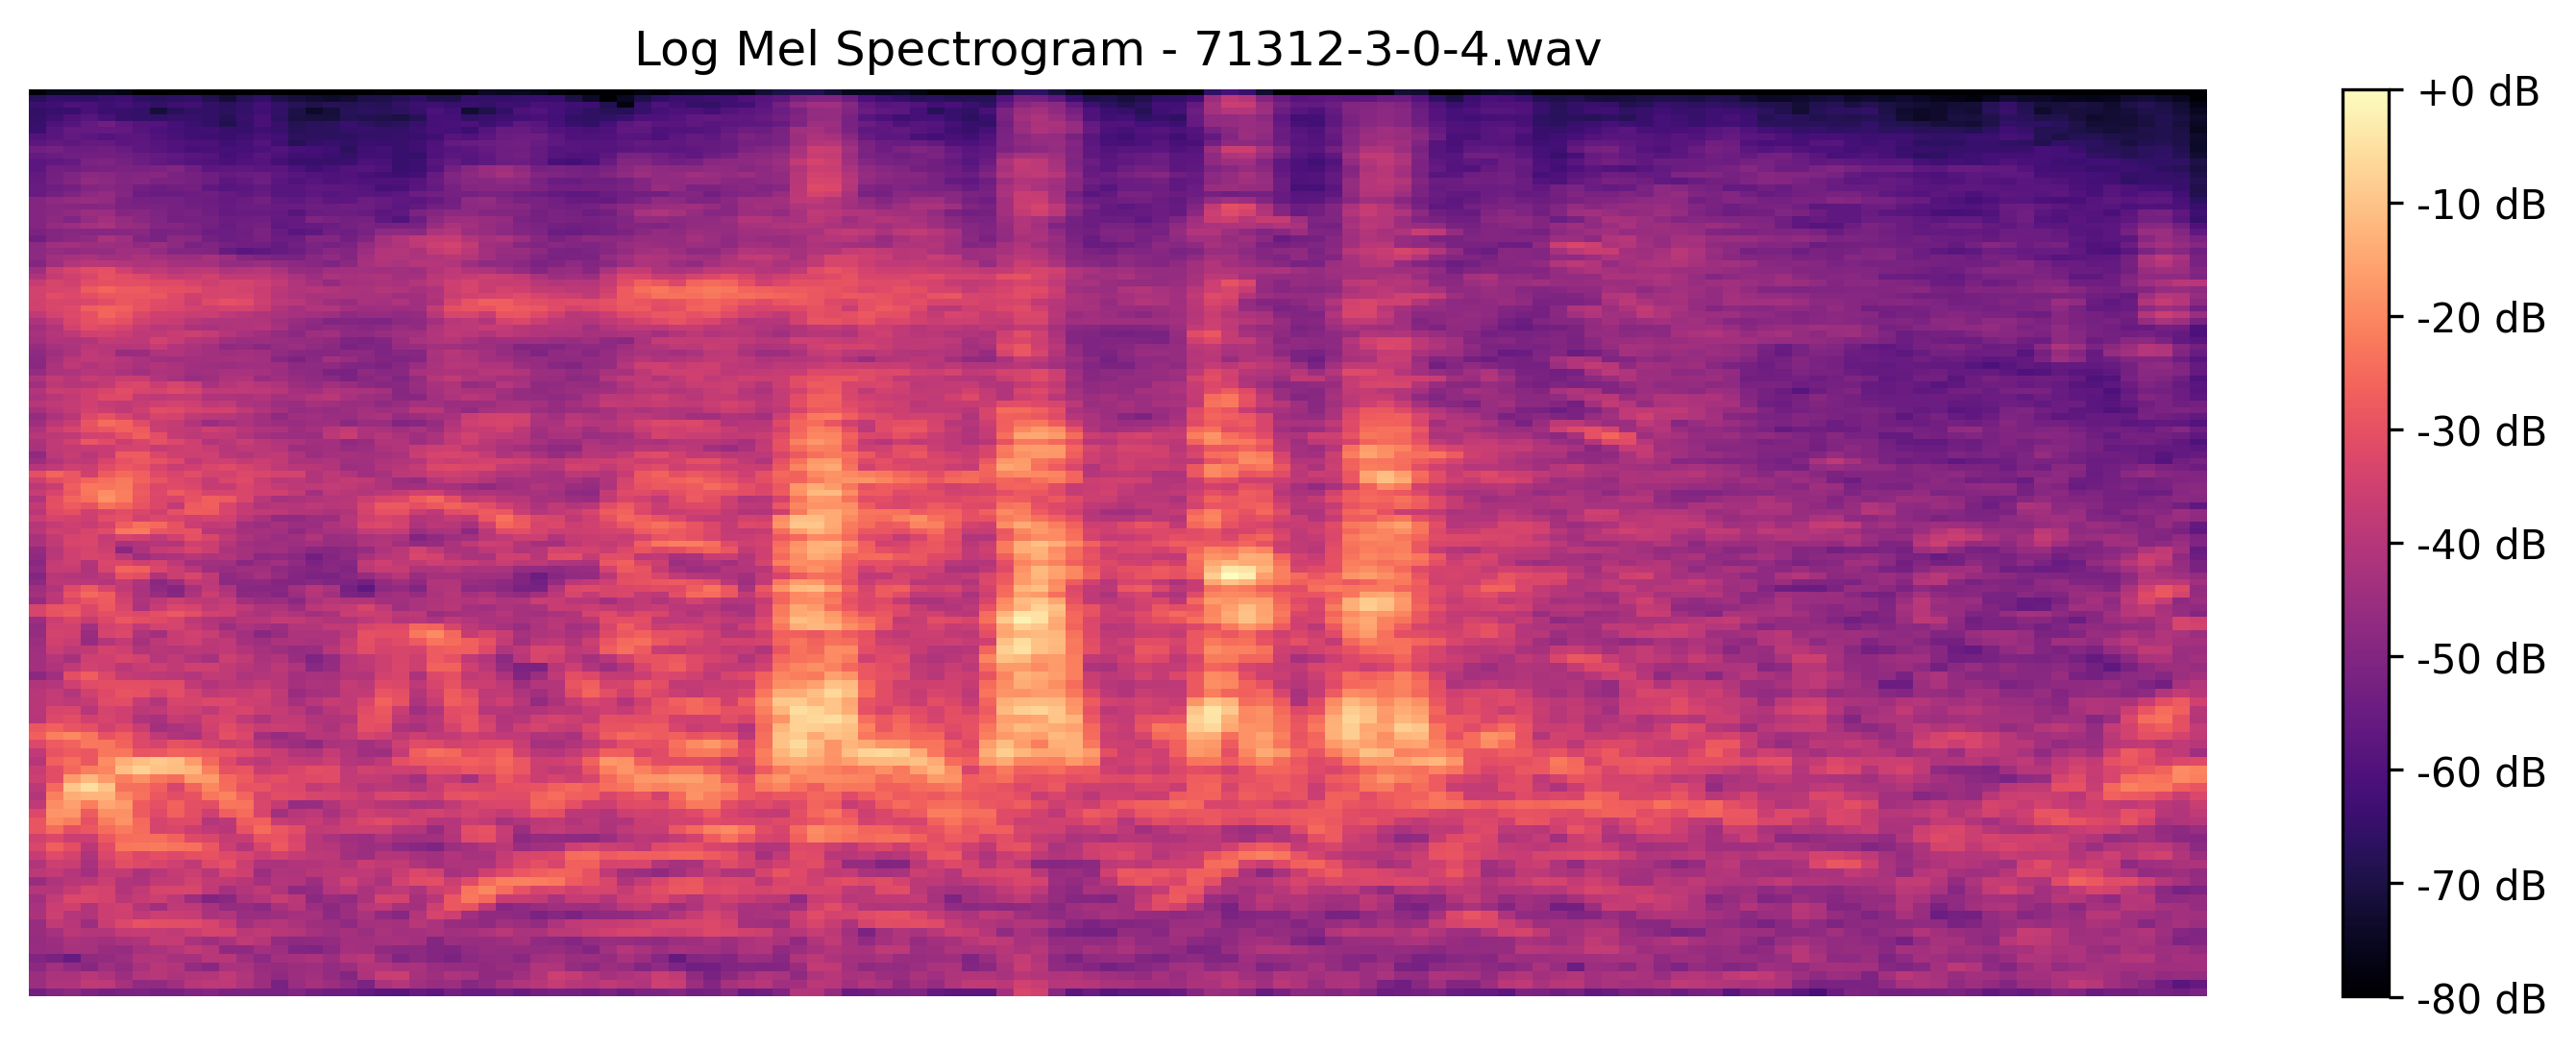 Log Mel Spectrogram - 71312-3-0-4.wav
+0 dB
-10 dB
-20 dB
-30 dB
-40 dB
-50 dB
-60 dB
-70 dB
-80 dB